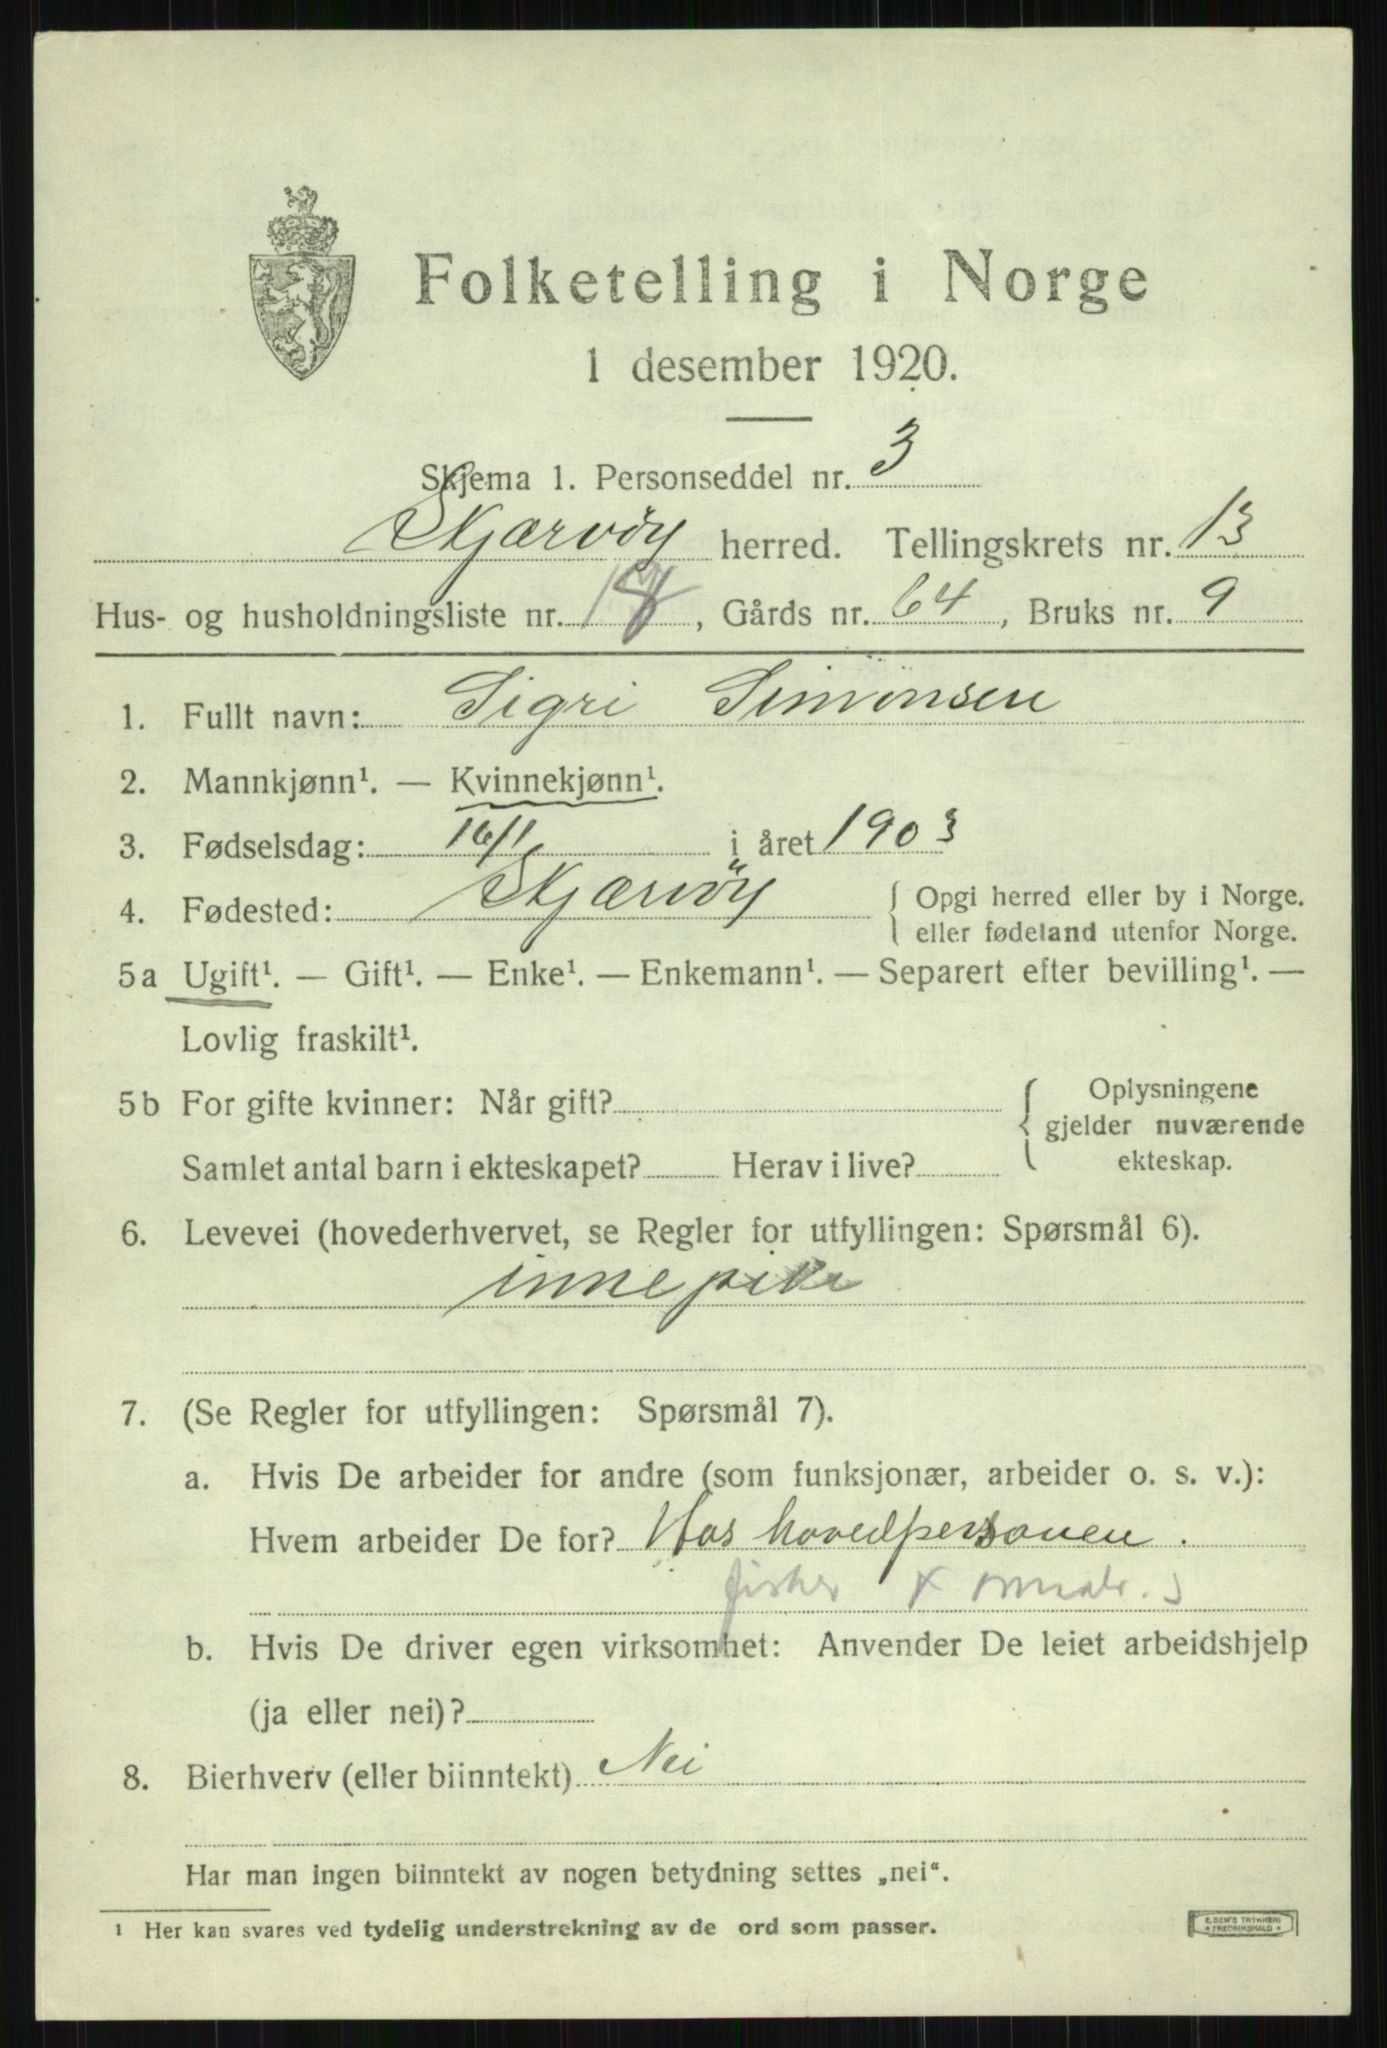 Folketelling i Norge
1 desember 1920.
Skjema 1. Personseddel nr. 3
Skjærvöy herred. Tellingskrets nr. 13
Hus- og husholdningsliste nr. 18, Gårds nr. 64, Bruks nr. 9
1. Fullt navn: Sigri Simonsen
2. Mannkjønn¹. — Kvinnekjønn¹.
3. Fødselsdag: 16/1 i året 1903
4. Fødested: Skjærvöy { Opgi herred eller by i Norge.
eller fødeland utenfor Norge.
5a Ugift¹. — Gift¹. — Enke¹. — Enkemann¹. — Separert efter bevilling¹. —
Lovlig fraskilt¹.
5b For gifte kvinner: Når gift? { Oplysningene
gjelder nuværende
Samlet antal barn i ekteskapet? Herav i live? ekteskap.
6. Levevei (hovederhvervet, se Regler for utfyllingen: Spørsmål 6).
innepike
7. (Se Regler for utfyllingen: Spørsmål 7).
a. Hvis De arbeider for andre (som funksjonær, arbeider o. s. v.):
Hvem arbeider De for? Hos hovedpersonen.
fisker
b. Hvis De driver egen virksomhet: Anvender De leiet arbeidshjelp
(ja eller nei)?
8. Bierhverv (eller biinntekt) Nei
Har man ingen biinntekt av nogen betydning settes „nei“.
¹ Her kan svares ved tydelig understrekning av de ord som passer.
E. SEM'S TRYKKERI
FREDRIKSHALD